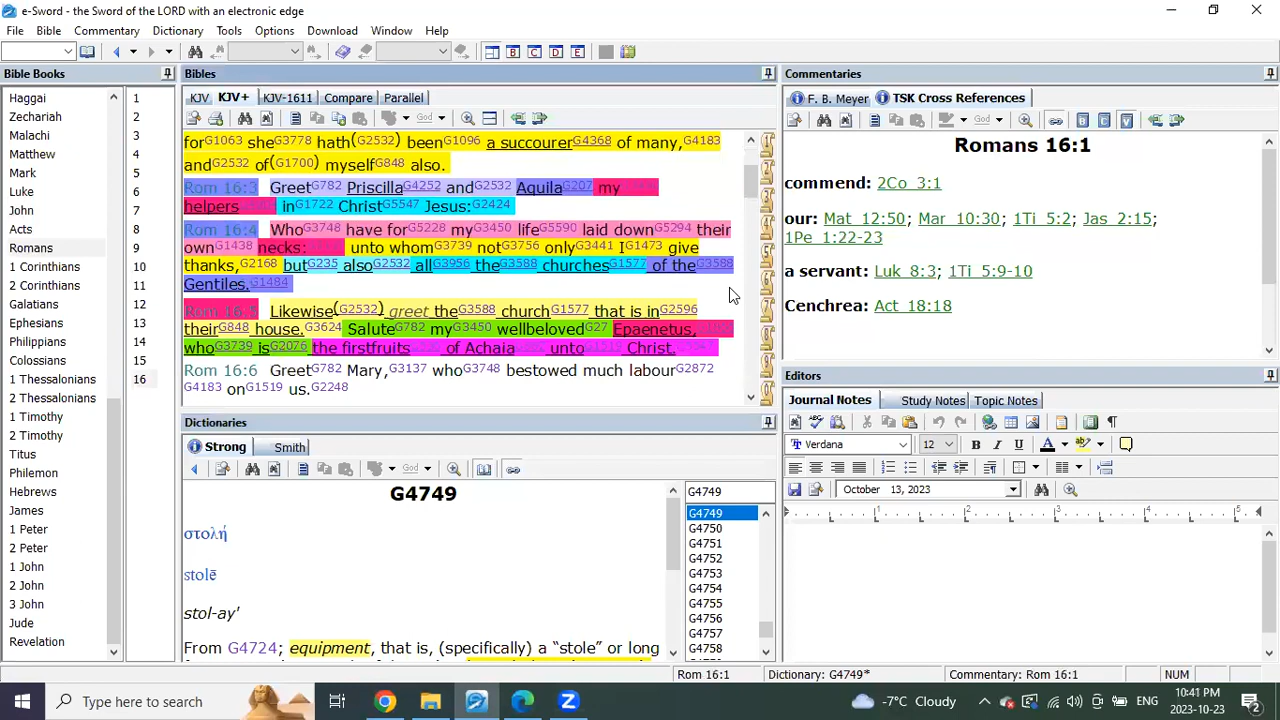 e-Sword - the Sword of the LORD with an electronic edge
File Bible Commentary Dictionary Tools Options Download Window Help
B C D E
Bible Books
Haggai
Zechariah
Malachi
Matthew
Mark
Luke
John
Acts
Romans
1 Corinthians
2 Corinthians
Galatians
Ephesians
Philippians
Colossians
1 Thessalonians
2 Thessalonians
1 Timothy
2 Timothy
Titus
Philemon
Hebrews
James
1 Peter
2 Peter
1 John
2 John
3 John
Jude
Revelation
1
2
3
4
5
6
7
8
9
10
11
12
13
14
15
16
Bibles
KJV KJV+ KJV-1611 Compare Parallel
God
forG1063 sheG3778 hath(G2532) beenG1096 a succourerG4368 of many,G4183
andG2532 of(G1700) myselfG848 also.
Rom 16:3 GreetG782 PriscillaG4252 andG2532 AquilaG207 my
helpers inG1722 ChristG5547 Jesus:G2424
Rom 16:4 WhoG3748 have forG5228 myG3450 lifeG5590 laid downG5294 their
ownG1438 necks: unto whomG3739 notG3756 onlyG3441 IG1473 give
thanks,G2168 butG235 alsoG2532 allG3956 theG3588 churchesG1577 of theG3588
Gentiles.G1484
Rom 16:5 Likewise(G2532) greet theG3588 churchG1577 that is inG2596
theirG848 house.G3624 SaluteG782 myG3450 wellbelovedG27 Epaenetus,
whoG3739 isG2076 the firstfruits of Achaia unto Christ.
Rom 16:6 GreetG782 Mary,G3137 whoG3748 bestowed much labourG2872
G4183 onG1519 us.G2248
Dictionaries
Strong Smith
God
G4749
στολή
stolē
stol-ay'
From G4724; equipment, that is, (specifically) a “stole” or long
G4749
G4749
G4750
G4751
G4752
G4753
G4754
G4755
G4756
G4757
G4758
Commentaries
F. B. Meyer TSK Cross References
God B C V
Romans 16:1
commend: 2Co 3:1
our: Mat 12:50; Mar 10:30; 1Ti 5:2; Jas 2:15;
1Pe 1:22-23
a servant: Luk 8:3; 1Ti 5:9-10
Cenchrea: Act 18:18
Editors
Journal Notes Study Notes Topic Notes
Verdana 12 B I U A
October 13, 2023
1 2 3 4 5
Rom 16:1 Dictionary: G4749* Commentary: Rom 16:1 NUM
Type here to search
-7°C Cloudy
ENG
10:41 PM
2023-10-23
2